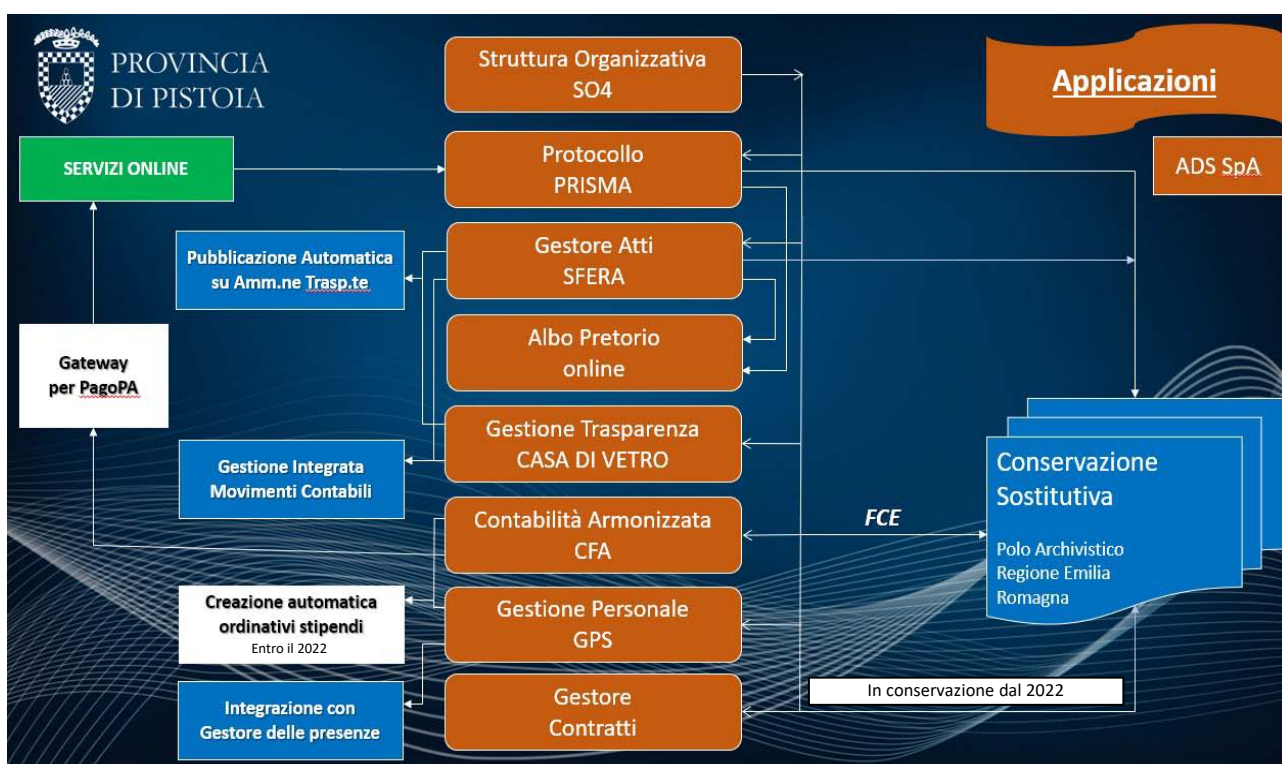 PROVINCIA
DI PISTOIA
Struttura Organizzativa
SO4
Applicazioni
SERVIZI ONLINE
Protocollo
PRISMA
ADS SpA
Pubblicazione Automatica
su Amm.ne Trasp.te
Gestore Atti
SFERA
Gateway
per PagoPA
Albo Pretorio
online
Gestione Integrata
Movimenti Contabili
Gestione Trasparenza
CASA DI VETRO
Conservazione
Sostitutiva
Polo Archivistico
Regione Emilia
Romagna
Contabilità Armonizzata
CFA
FCE
Creazione automatica
ordinativi stipendi
Entro il 2022
Gestione Personale
GPS
Integrazione con
Gestore delle presenze
Gestore
Contratti
In conservazione dal 2022